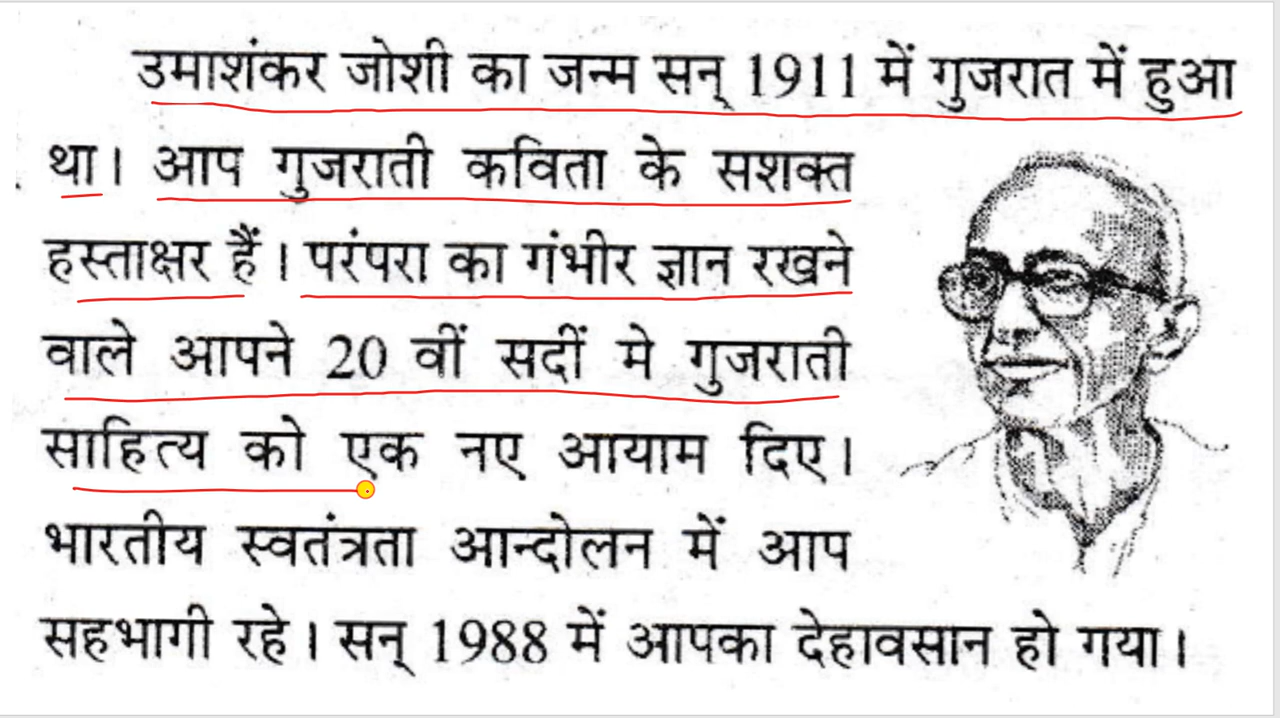 उमाशंकर जोशी का जन्म सन् 1911 में गुजरात में हुआ
था। आप गुजराती कविता के सशक्त
हस्ताक्षर हैं। परंपरा का गंभीर ज्ञान रखने
वाले आपने 20 वीं सदीं मे गुजराती
साहित्य को एक नए आयाम दिए।
भारतीय स्वतंत्रता आन्दोलन में आप
सहभागी रहे। सन् 1988 में आपका देहावसान हो गया।